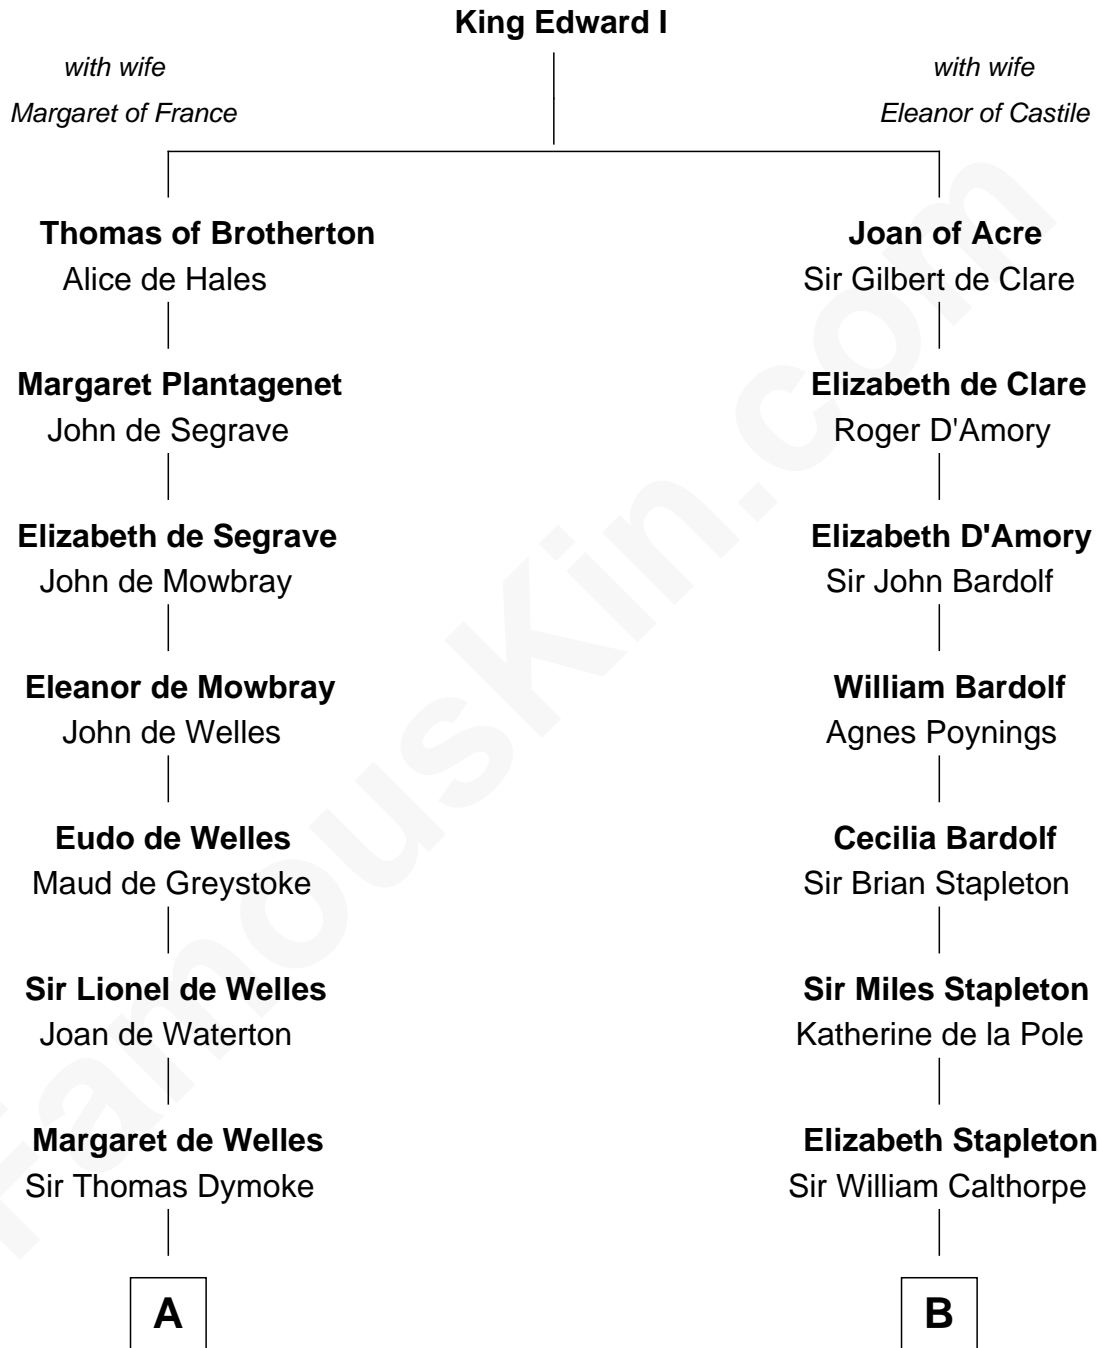 King Edward I
with wife
Margaret of France
with wife
Eleanor of Castile
Thomas of Brotherton
Alice de Hales
Joan of Acre
Sir Gilbert de Clare
Margaret Plantagenet
John de Segrave
Elizabeth de Clare
Roger D'Amory
Elizabeth de Segrave
John de Mowbray
Elizabeth D'Amory
Sir John Bardolf
Eleanor de Mowbray
John de Welles
William Bardolf
Agnes Poynings
Eudo de Welles
Maud de Greystoke
Cecilia Bardolf
Sir Brian Stapleton
Sir Lionel de Welles
Joan de Waterton
Sir Miles Stapleton
Katherine de la Pole
Margaret de Welles
Sir Thomas Dymoke
Elizabeth Stapleton
Sir William Calthorpe
A
B
FamousKin.com